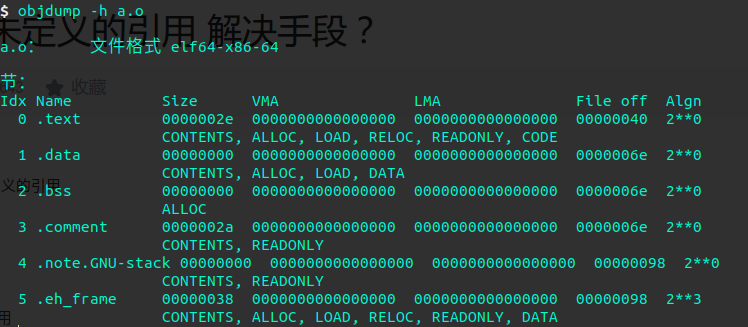 $ objdump -h a.o
未定义的引用 解决手段？
a.o：     文件格式 elf64-x86-64
节：
收藏
Idx Name          Size      VMA               LMA               File off  Algn
  0 .text         0000002e  0000000000000000  0000000000000000  00000040  2**0
                  CONTENTS, ALLOC, LOAD, RELOC, READONLY, CODE
  1 .data         00000000  0000000000000000  0000000000000000  0000006e  2**0
                  CONTENTS, ALLOC, LOAD, DATA
义的引用
  2 .bss          00000000  0000000000000000  0000000000000000  0000006e  2**0
                  ALLOC
  3 .comment      0000002a  0000000000000000  0000000000000000  0000006e  2**0
                  CONTENTS, READONLY
  4 .note.GNU-stack 00000000  0000000000000000  0000000000000000  00000098  2**0
                  CONTENTS, READONLY
  5 .eh_frame     00000038  0000000000000000  0000000000000000  00000098  2**3
                  CONTENTS, ALLOC, LOAD, RELOC, READONLY, DATA
用